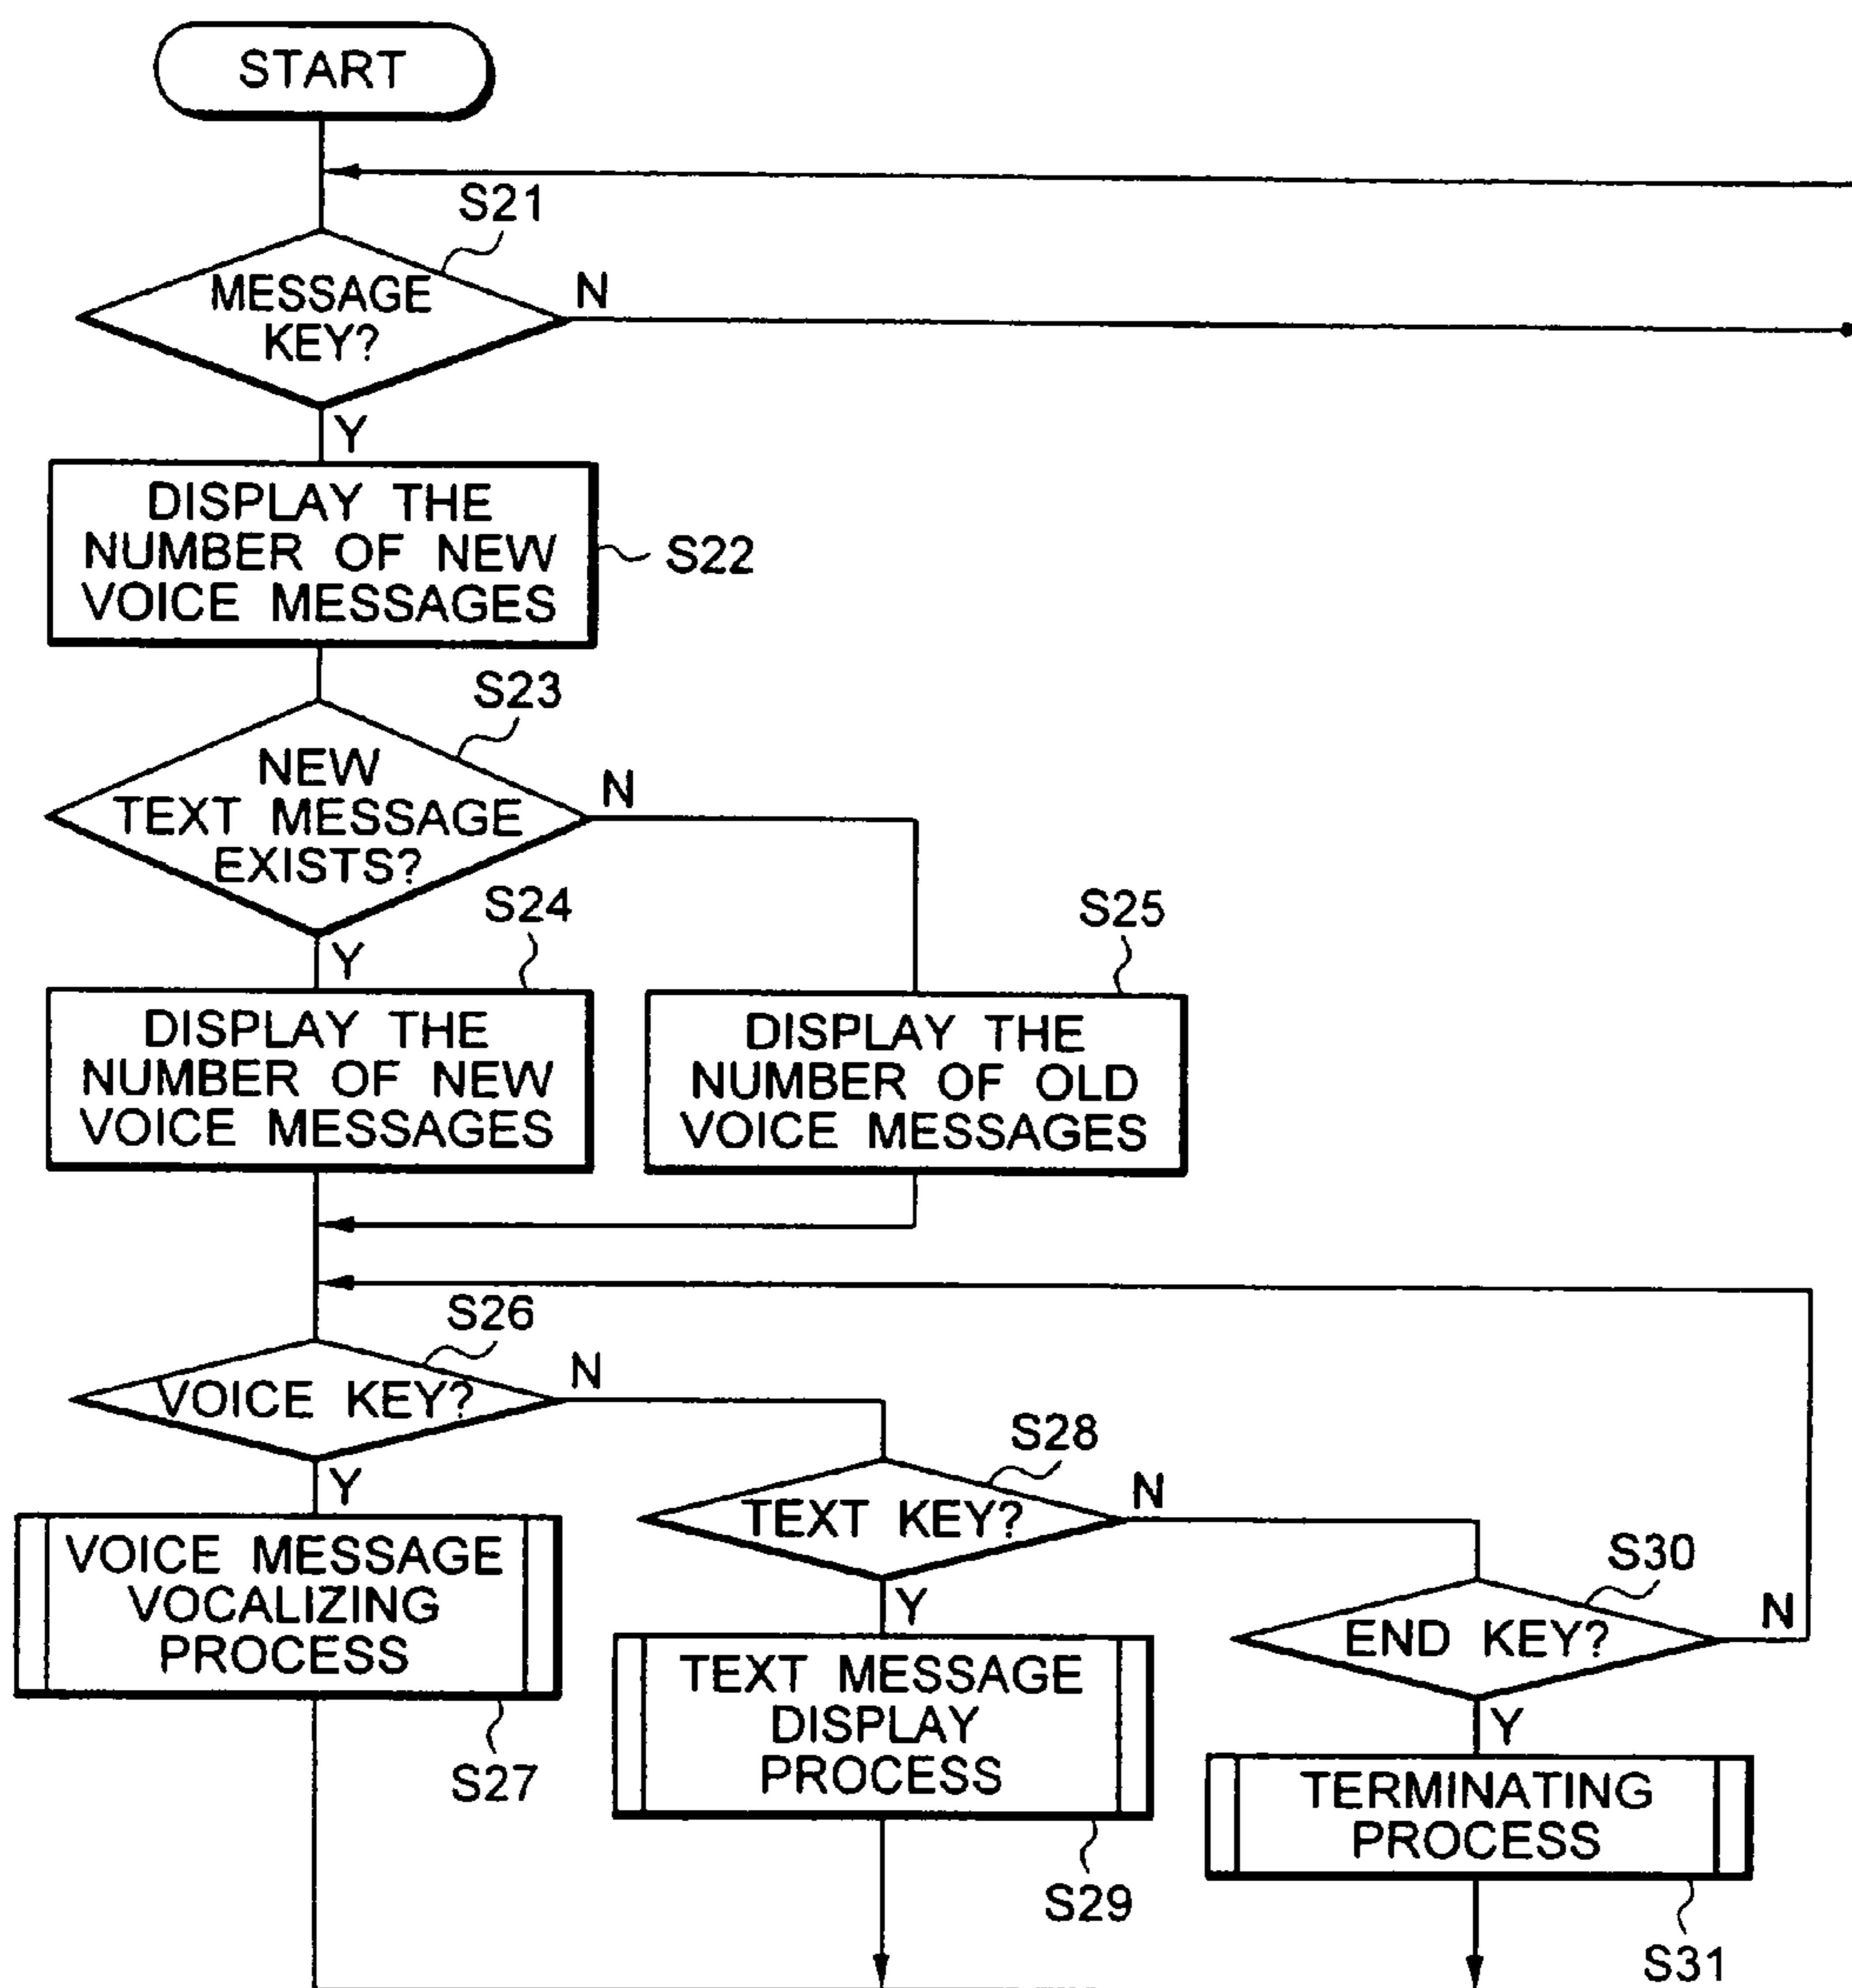 START
S21
MESSAGE
KEY?
N
Y
DISPLAY THE
NUMBER OF NEW
VOICE MESSAGES
S22
S23
NEW
TEXT MESSAGE
EXISTS?
N
Y
S24
DISPLAY THE
NUMBER OF NEW
VOICE MESSAGES
S25
DISPLAY THE
NUMBER OF OLD
VOICE MESSAGES
S26
VOICE KEY?
N
Y
VOICE MESSAGE
VOCALIZING
PROCESS
S27
S28
TEXT KEY?
N
Y
TEXT MESSAGE
DISPLAY
PROCESS
S29
S30
END KEY?
N
Y
TERMINATING
PROCESS
S31